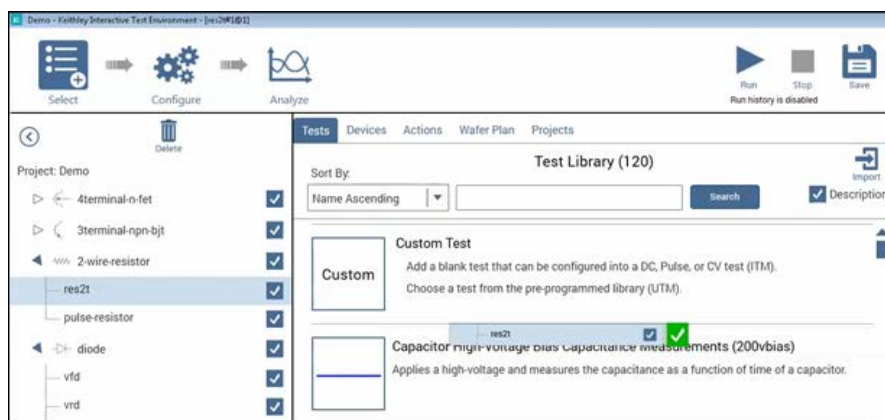 Demo - Keithley Interactive Test Environment - [res2t#1@1]
Select
Configure
Analyze
Run
Stop
Save
Run history is disabled
Delete
Project: Demo
4terminal-n-fet
3terminal-npn-bjt
2-wire-resistor
res2t
pulse-resistor
diode
vfd
vrd
Tests Devices Actions Wafer Plan Projects
Sort By:
Test Library (120)
Import
Name Ascending
Search
Description
Custom
Custom Test
Add a blank test that can be configured into a DC, Pulse, or CV test (ITM).
Choose a test from the pre-programmed library (UTM).
res2t
Capacitor High-Voltage Bias Capacitance Measurements (200vbias)
Applies a high-voltage and measures the capacitance as a function of time of a capacitor.